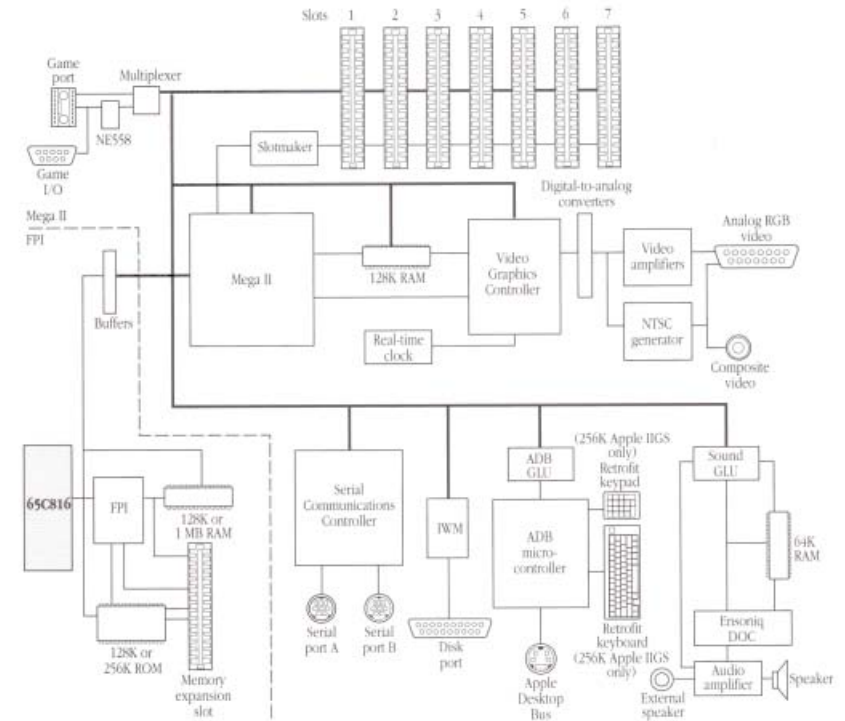 Slots 1 2 3 4 5 6 7
Game
port
Multiplexer
NE558
Game
I/O
Slotmaker
Mega II
FPI
Digital-to-analog
converters
Analog RGB
video
Mega II
128K RAM
Video
Graphics
Controller
Video
amplifiers
Buffers
Real-time
clock
NTSC
generator
Composite
video
65C816
FPI
128K or
1 MB RAM
128K or
256K ROM
Memory
expansion
slot
Serial
Communications
Controller
Serial
port A
Serial
port B
IWM
Disk
port
ADB
GLU
(256K Apple IIGS
only)
Retrofit
keypad
ADB
micro-
controller
Retrofit
keyboard
(256K Apple IIGS
only)
Apple
Desktop
Bus
Sound
GLU
64K
RAM
Ensoniq
DOC
Audio
amplifier
Speaker
External
speaker